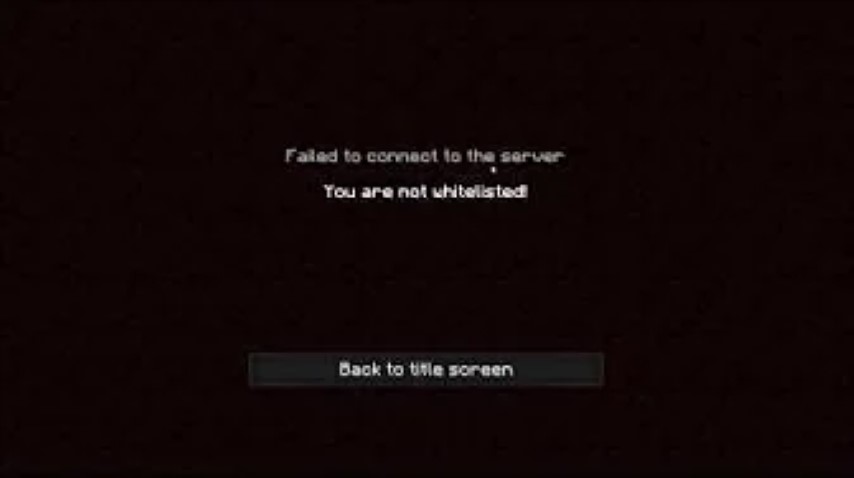 Failed to connect to the server
You are not whitelisted!
Back to title screen